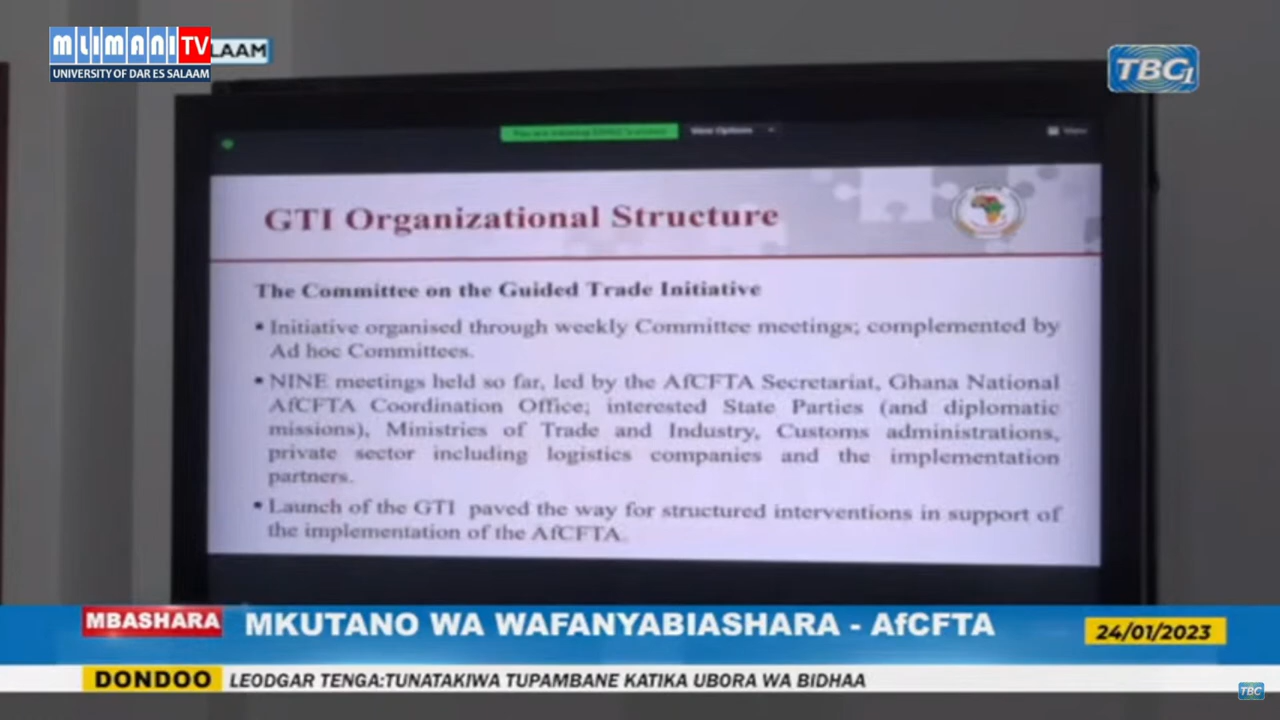 MLIMANI TV
LAAM
UNIVERSITY OF DAR ES SALAAM
TBC1
View Options
View
GTI Organizational Structure
The Committee on the Guided Trade Initiative
▪ Initiative organised through weekly Committee meetings; complemented by
Ad hoc Committees.
▪ NINE meetings held so far, led by the AfCFTA Secretariat, Ghana National
AfCFTA Coordination Office; interested State Parties (and diplomatic
missions), Ministries of Trade and Industry, Customs administrations,
private sector including logistics companies and the implementation
partners.
▪ Launch of the GTI paved the way for structured interventions in support of
the implementation of the AfCFTA.
MBASHARA
MKUTANO WA WAFANYABIASHARA - AfCFTA
24/01/2023
DONDOO
LEODGAR TENGA:TUNATAKIWA TUPAMBANE KATIKA UBORA WA BIDHAA
TBC